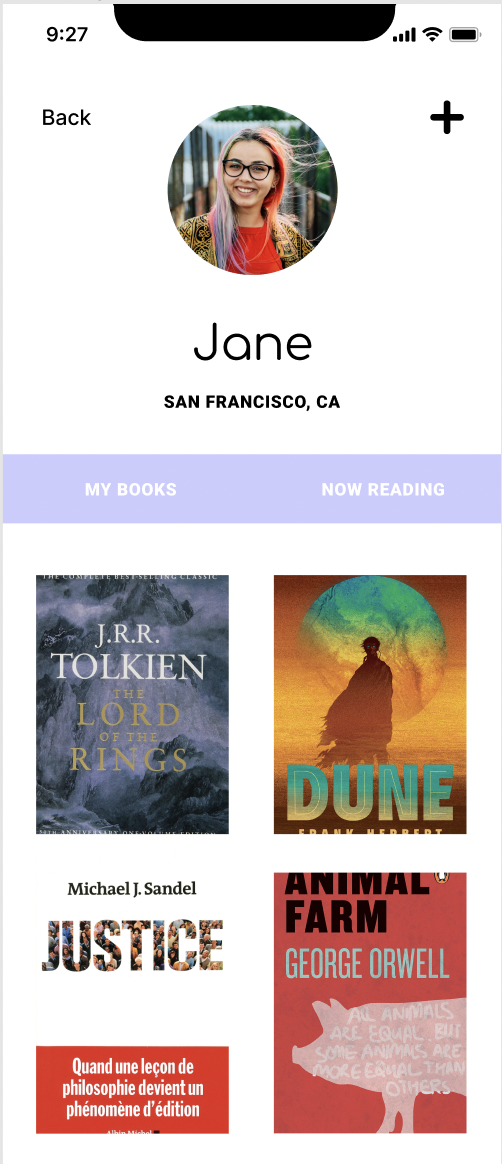 9:27
Back
Jane
SAN FRANCISCO, CA
MY BOOKS
NOW READING
THE COMPLETE BEST-SELLING CLASSIC
J.R.R.
TOLKIEN
THE
LORD
OF THE
RINGS
50TH ANNIVERSARY ONE-VOLUME EDITION
DUNE
FRANK HERBERT
Michael J. Sandel
JUSTICE
Quand une leçon de
philosophie devient un
phénomène d'édition
Albin Michel
ANIMAL
FARM
GEORGE ORWELL
ALL ANIMALS
ARE EQUAL BUT
SOME ANIMALS ARE
MORE EQUAL THAN
OTHERS